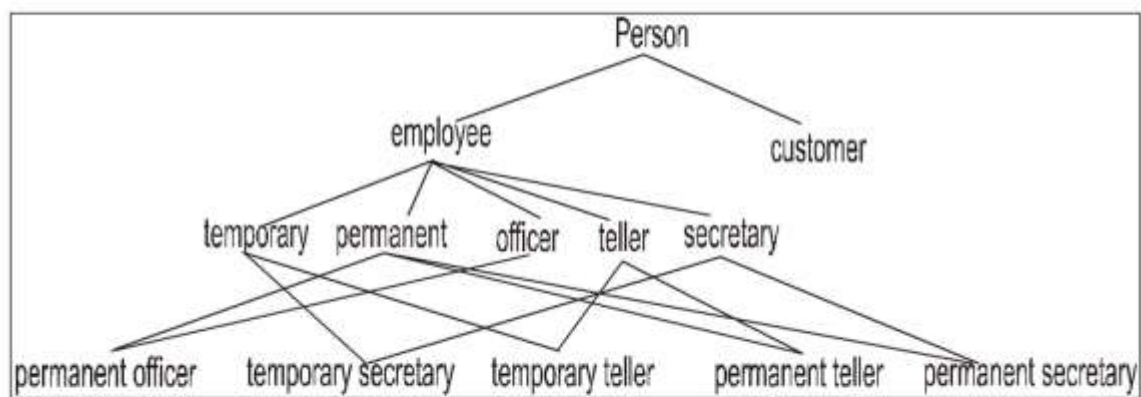 Person
employee
customer
temporary permanent officer teller secretary
permanent officer temporary secretary temporary teller permanent teller permanent secretary